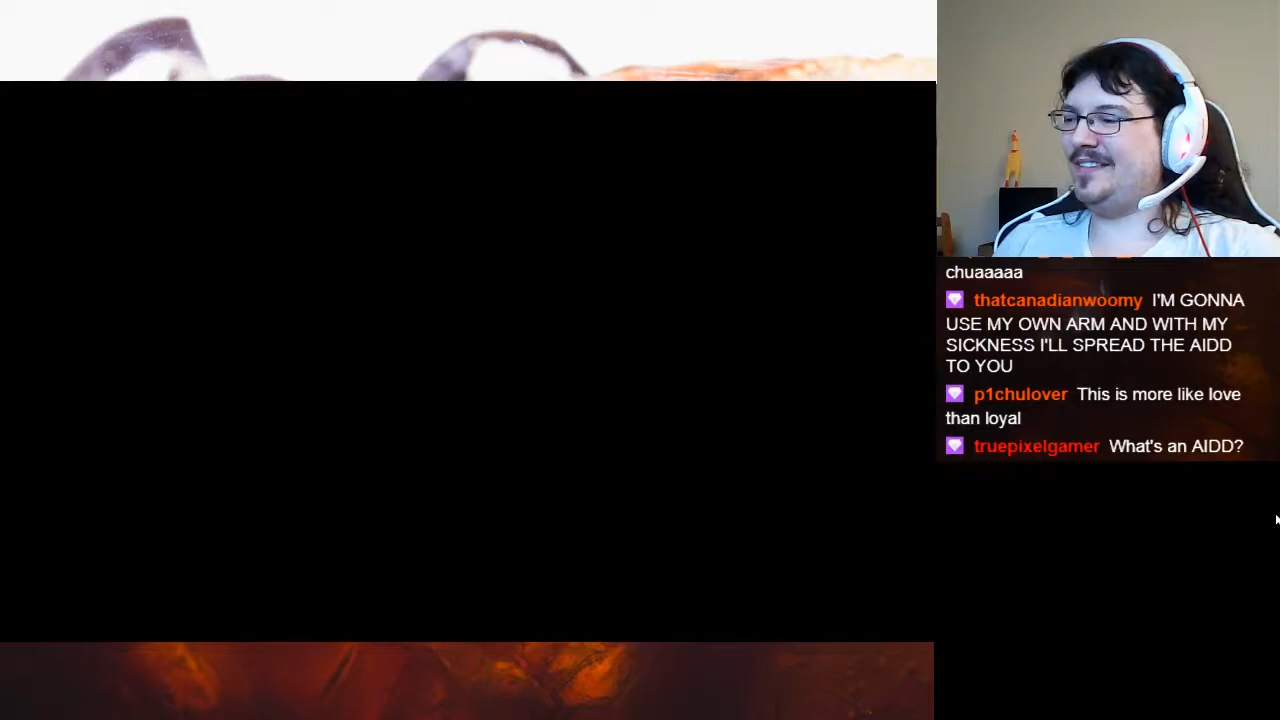 chuaaaaa
thatcanadianwoomy I'M GONNA
USE MY OWN ARM AND WITH MY
SICKNESS I'LL SPREAD THE AIDD
TO YOU
p1chulover This is more like love
than loyal
truepixelgamer What's an AIDD?